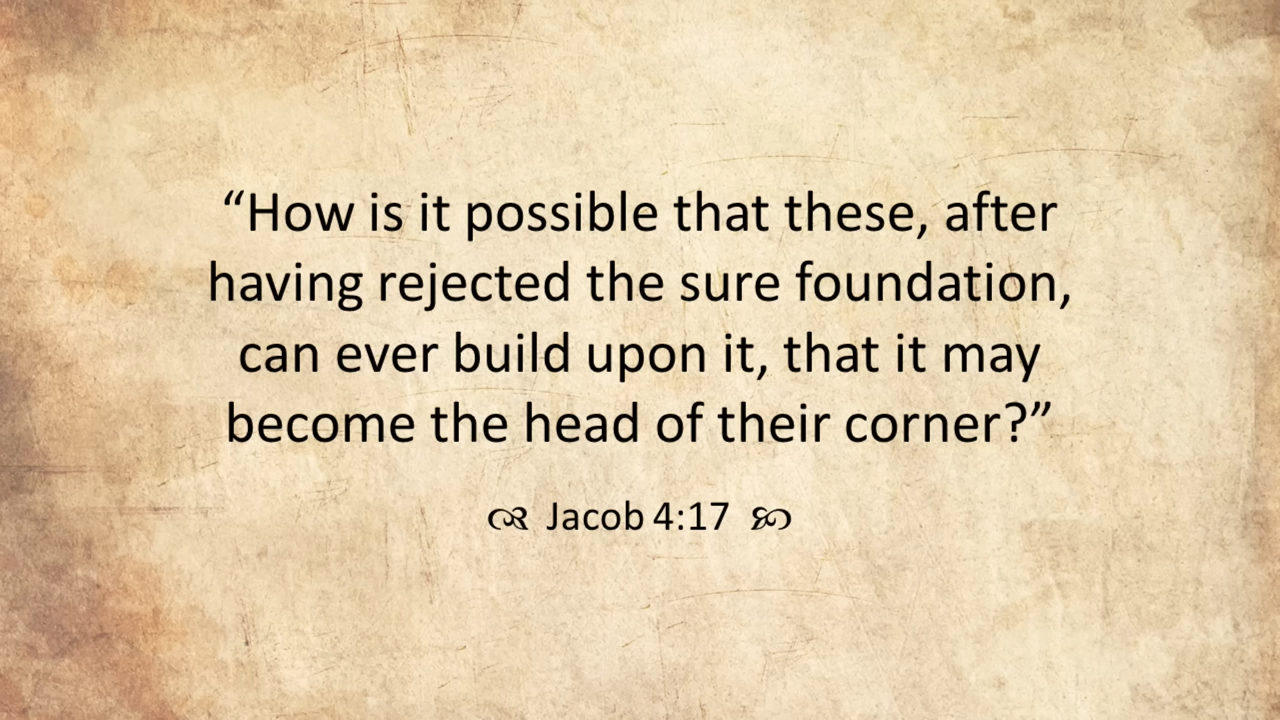 “How is it possible that these, after
having rejected the sure foundation,
can ever build upon it, that it may
become the head of their corner?”
Jacob 4:17